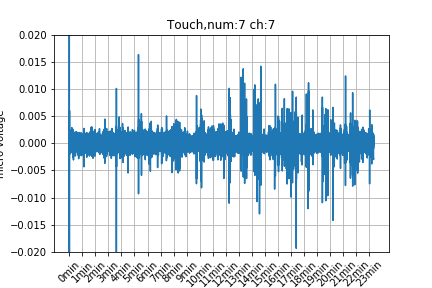 Touch,num:7 ch:7
0.020
0.015
0.010
0.005
0.000
−0.005
−0.010
−0.015
−0.020
voltage
0min
1min
2min
3min
4min
5min
6min
7min
8min
9min
10min
11min
12min
13min
14min
15min
16min
17min
18min
19min
20min
21min
22min
23min